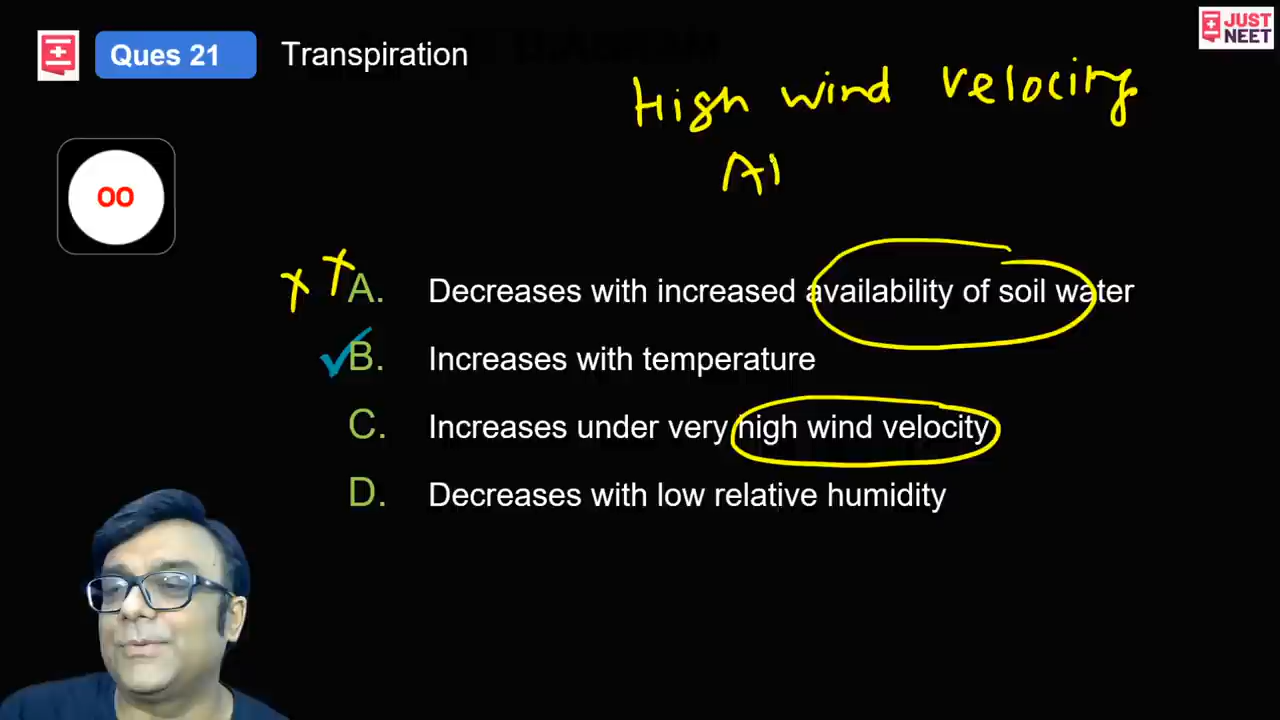 JUST
NEET
Ques 21 Transpiration
High wind velocity
OO
X X A. Decreases with increased availability of soil water
B. Increases with temperature
C. Increases under very high wind velocity
D. Decreases with low relative humidity